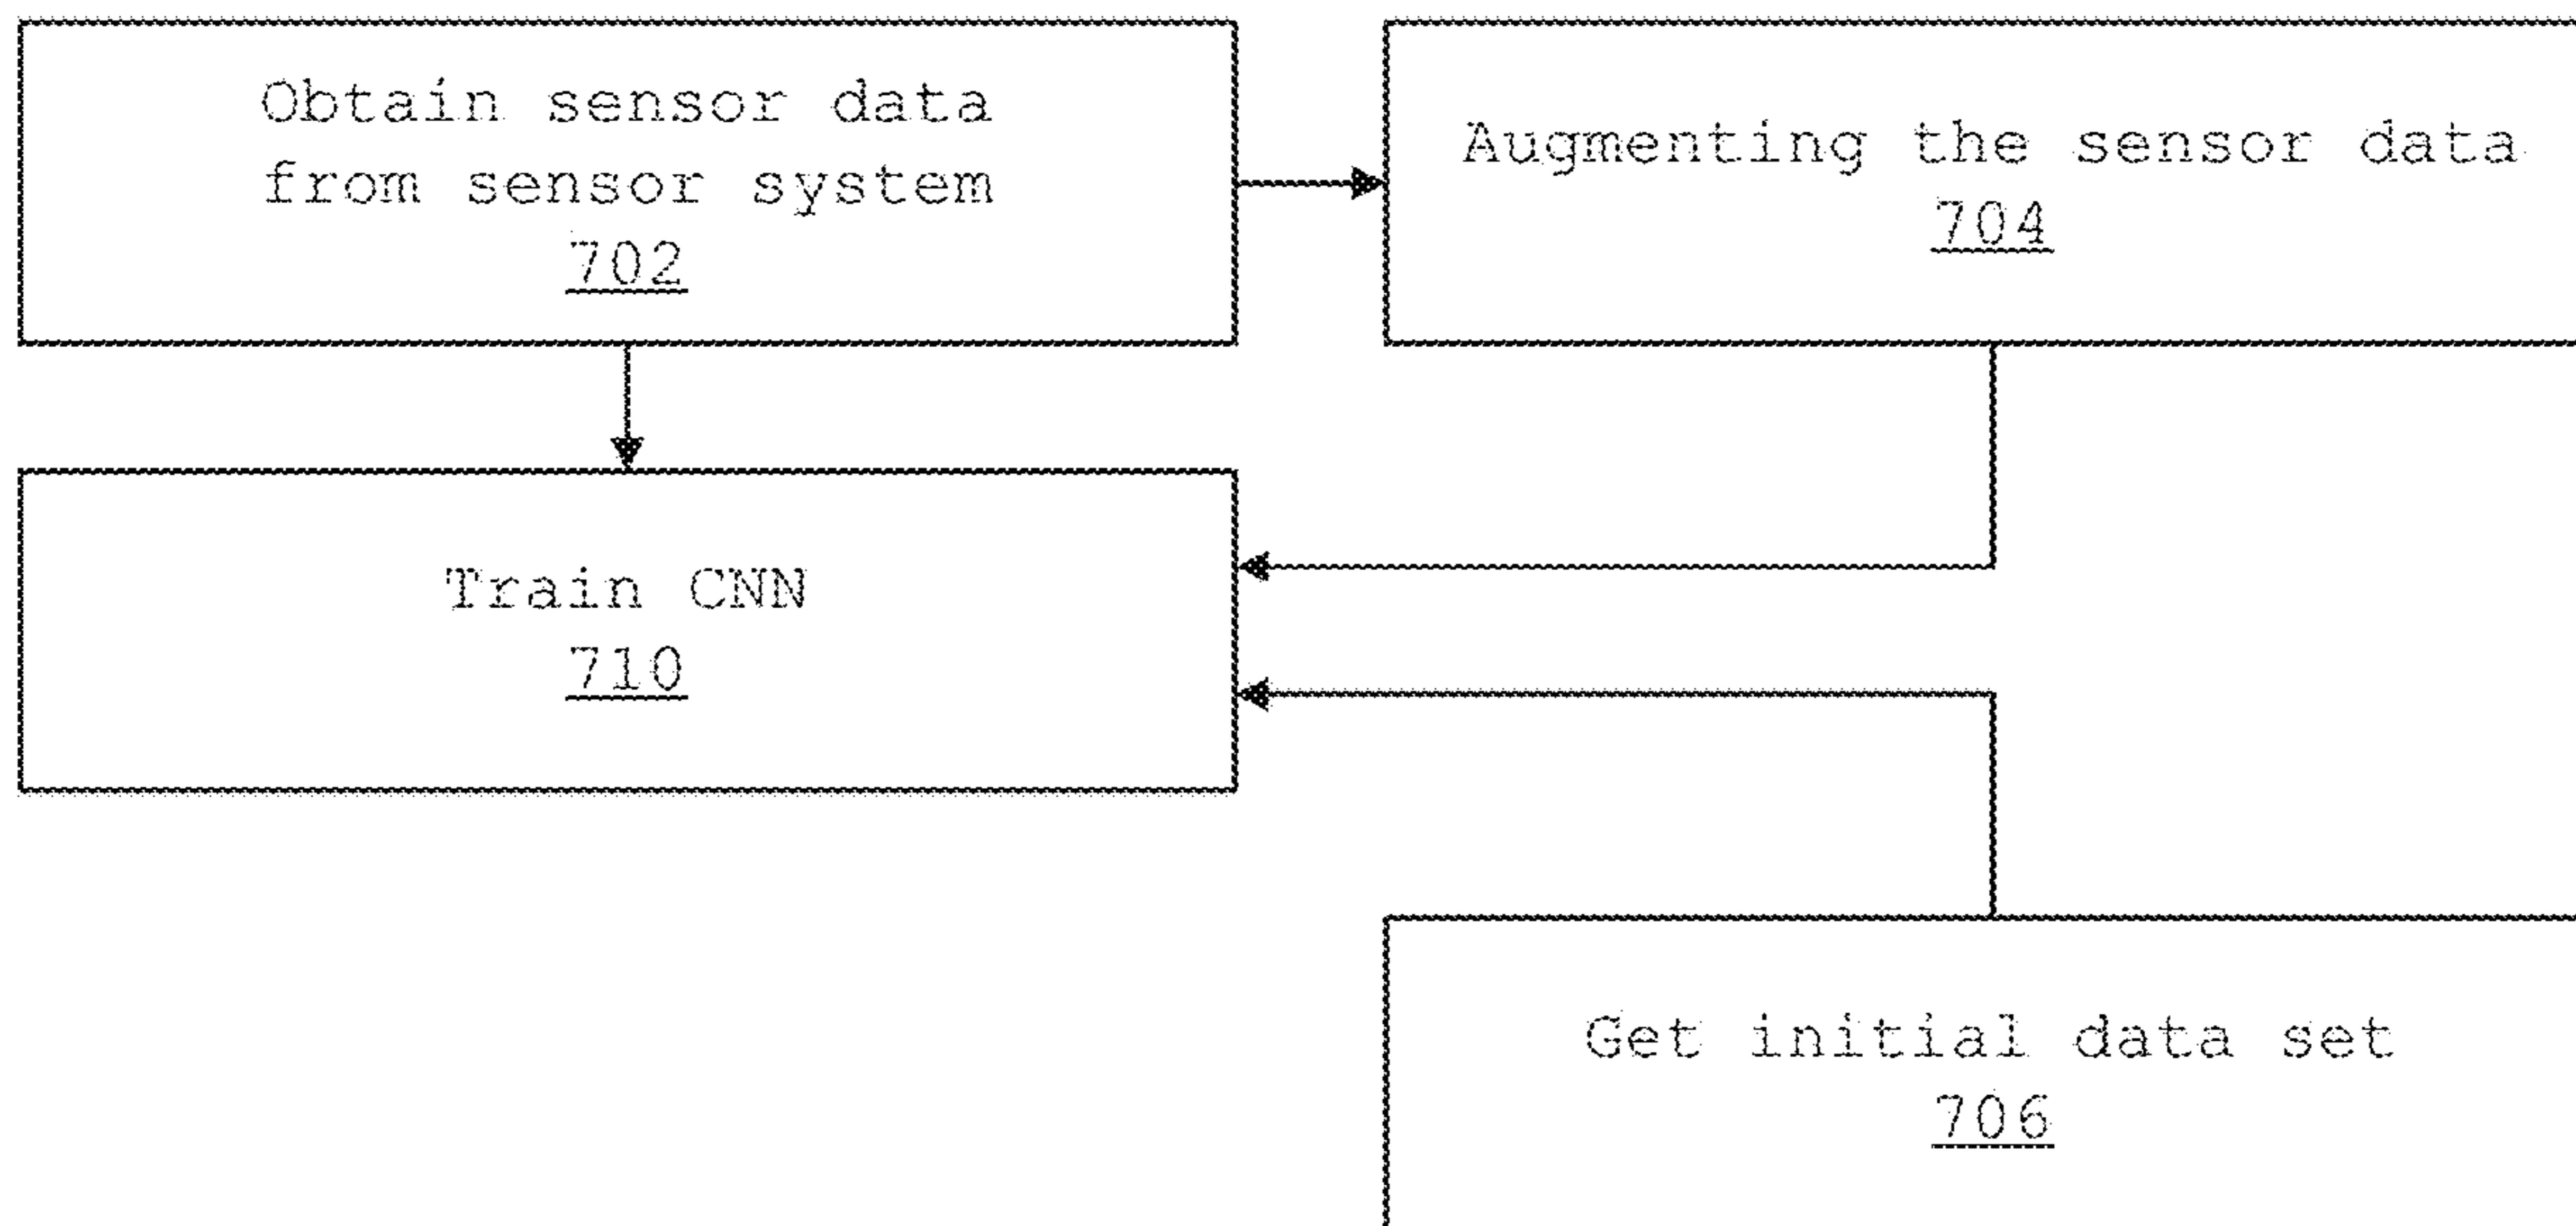 Obtain sensor data
from sensor system
702
Augmenting the sensor data
704
Train CNN
710
Get initial data set
706